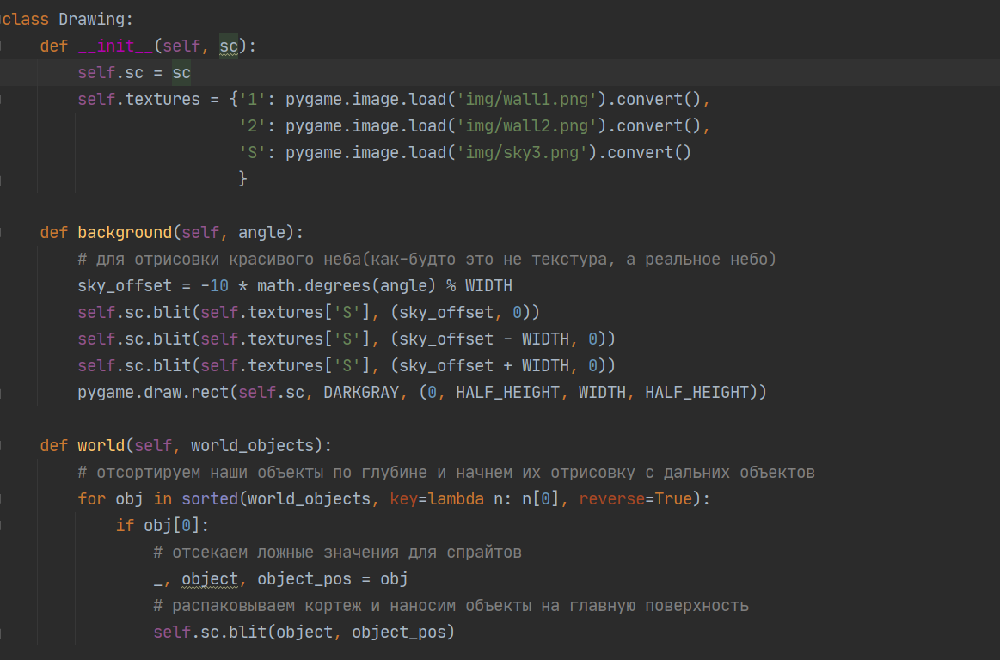 class Drawing:
    def __init__(self, sc):
        self.sc = sc
        self.textures = {'1': pygame.image.load('img/wall1.png').convert(),
                         '2': pygame.image.load('img/wall2.png').convert(),
                         'S': pygame.image.load('img/sky3.png').convert()
                         }

    def background(self, angle):
        # для отрисовки красивого неба(как-будто это не текстура, а реальное небо)
        sky_offset = -10 * math.degrees(angle) % WIDTH
        self.sc.blit(self.textures['S'], (sky_offset, 0))
        self.sc.blit(self.textures['S'], (sky_offset - WIDTH, 0))
        self.sc.blit(self.textures['S'], (sky_offset + WIDTH, 0))
        pygame.draw.rect(self.sc, DARKGRAY, (0, HALF_HEIGHT, WIDTH, HALF_HEIGHT))

    def world(self, world_objects):
        # отсортируем наши объекты по глубине и начнем их отрисовку с дальних объектов
        for obj in sorted(world_objects, key=lambda n: n[0], reverse=True):
            if obj[0]:
                # отсекаем ложные значения для спрайтов
                _, object, object_pos = obj
                # распаковываем кортеж и наносим объекты на главную поверхность
                self.sc.blit(object, object_pos)